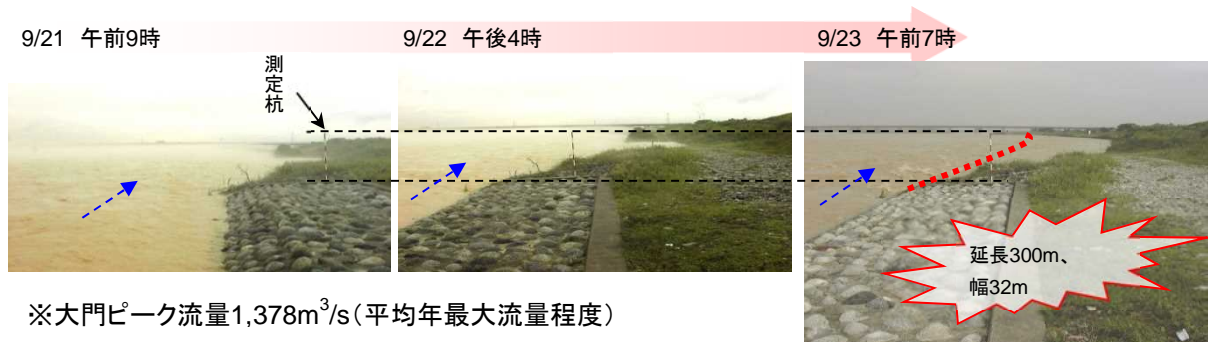 9/21 午前9時
9/22 午後4時
9/23 午前7時
測定杭
延長300m、
幅32m
※大門ピーク流量1,378m³/s(平均年最大流量程度)